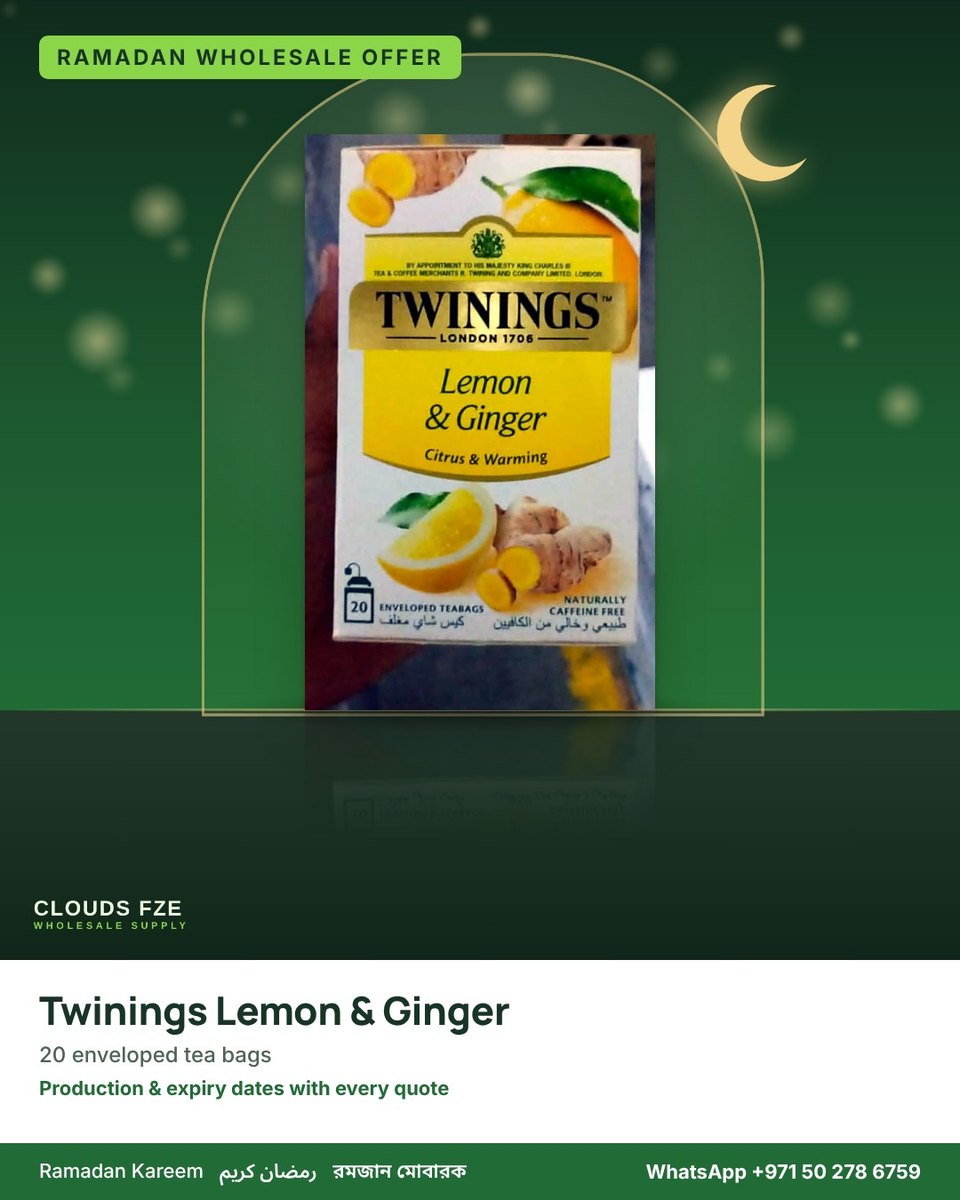 RAMADAN WHOLESALE OFFER
BY APPOINTMENT TO HIS MAJESTY KING CHARLES III
TEA & COFFEE MERCHANTS R. TWINING AND COMPANY LIMITED. LONDON.
TWININGS™
LONDON 1706
Lemon
& Ginger
Citrus & Warming
20 ENVELOPED TEABAGS
كيس شاي مغلف
NATURALLY
CAFFEINE FREE
طبيعي وخالي من الكافيين
CLOUDS FZE
WHOLESALE SUPPLY
Twinings Lemon & Ginger
20 enveloped tea bags
Production & expiry dates with every quote
Ramadan Kareem رمضان كريم রমজান মোবারক
WhatsApp +971 50 278 6759